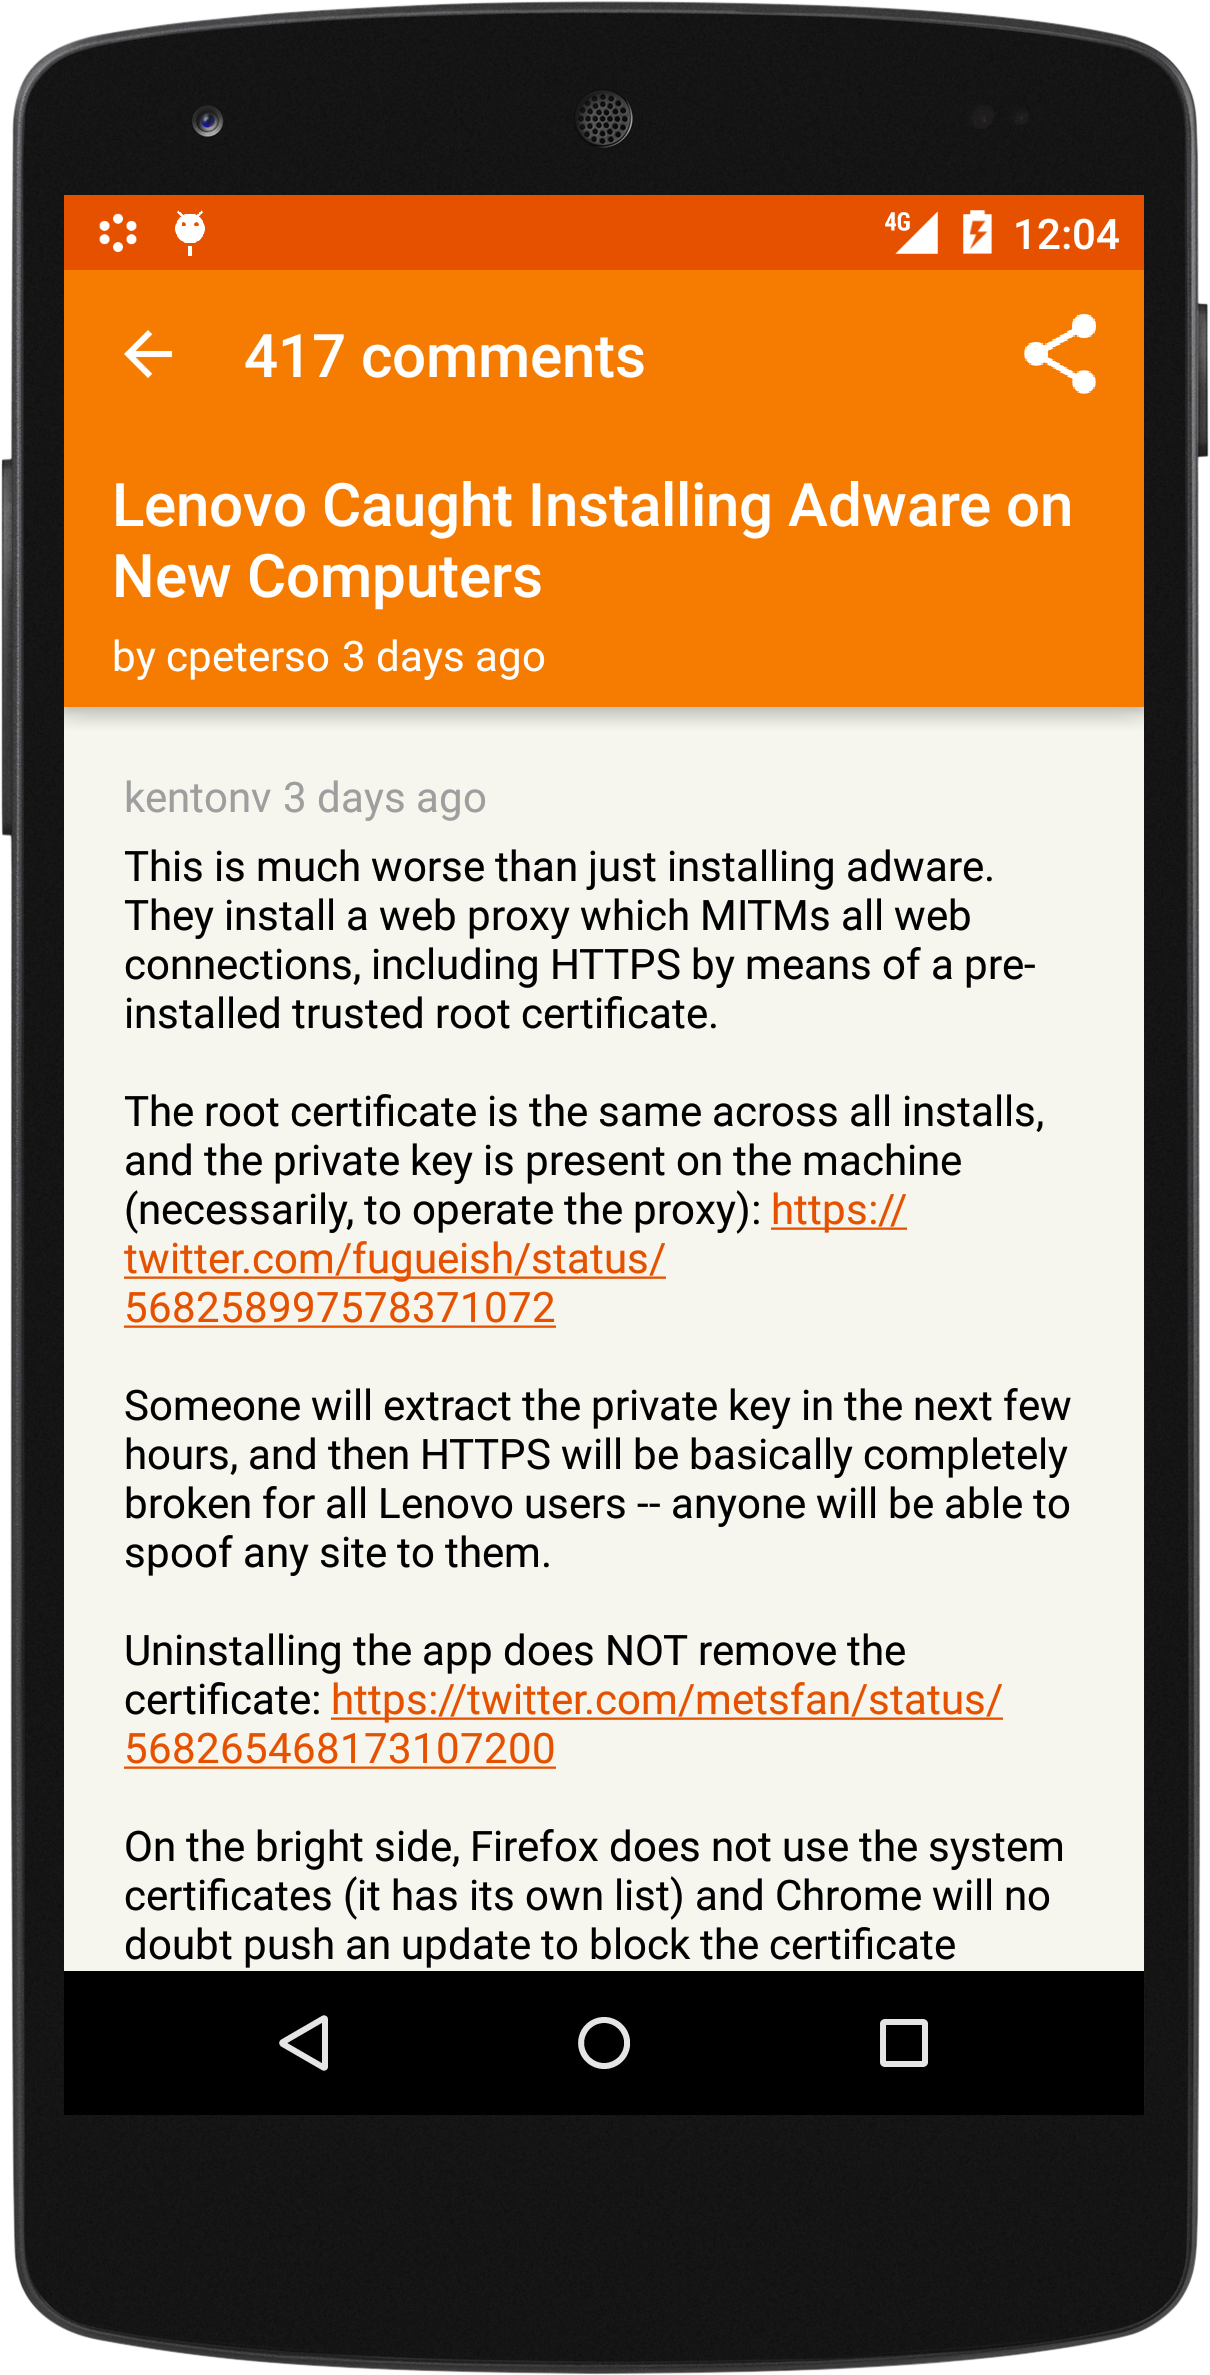 4G 12:04
417 comments
Lenovo Caught Installing Adware on
New Computers
by cpeterso 3 days ago
kentonv 3 days ago
This is much worse than just installing adware.
They install a web proxy which MITMs all web
connections, including HTTPS by means of a pre-
installed trusted root certificate.
The root certificate is the same across all installs,
and the private key is present on the machine
(necessarily, to operate the proxy): https://
twitter.com/fugueish/status/
568258997578371072
Someone will extract the private key in the next few
hours, and then HTTPS will be basically completely
broken for all Lenovo users -- anyone will be able to
spoof any site to them.
Uninstalling the app does NOT remove the
certificate: https://twitter.com/metsfan/status/
568265468173107200
On the bright side, Firefox does not use the system
certificates (it has its own list) and Chrome will no
doubt push an update to block the certificate